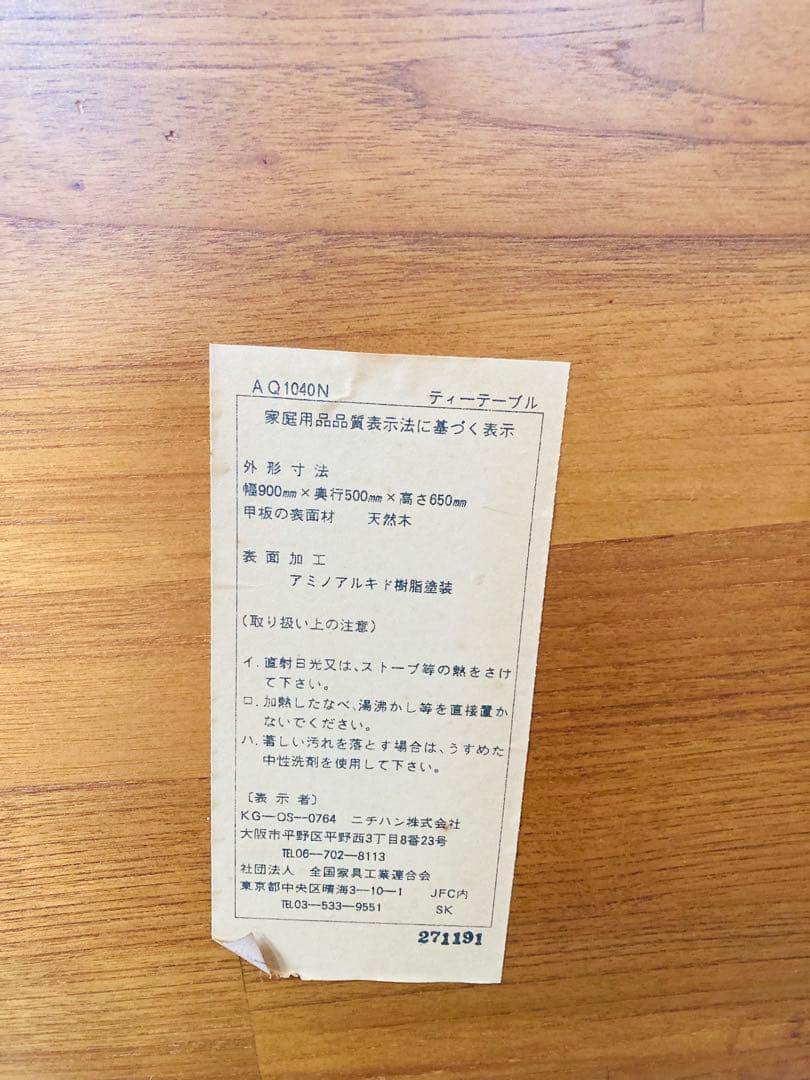 AQ1040N ティーテーブル
家庭用品品質表示法に基づく表示
外形寸法
幅900㎜×奥行500㎜×高さ650㎜
甲板の表面材 天然木
表面加工
アミノアルキド樹脂塗装
(取り扱い上の注意)
イ.直射日光又は、ストーブ等の熱をさけ
て下さい。
ロ.加熱したなべ、湯沸かし等を直接置か
ないでください。
ハ.著しい汚れを落とす場合は、うすめた
中性洗剤を使用して下さい。
〔表示者〕
KG-OS-0764 ニチハン株式会社
大阪市平野区平野西3丁目8番23号
TEL06-702-8113
社団法人 全国家具工業連合会
東京都中央区晴海3-10-1 JFC内
TEL03-533-9551 SK
271191